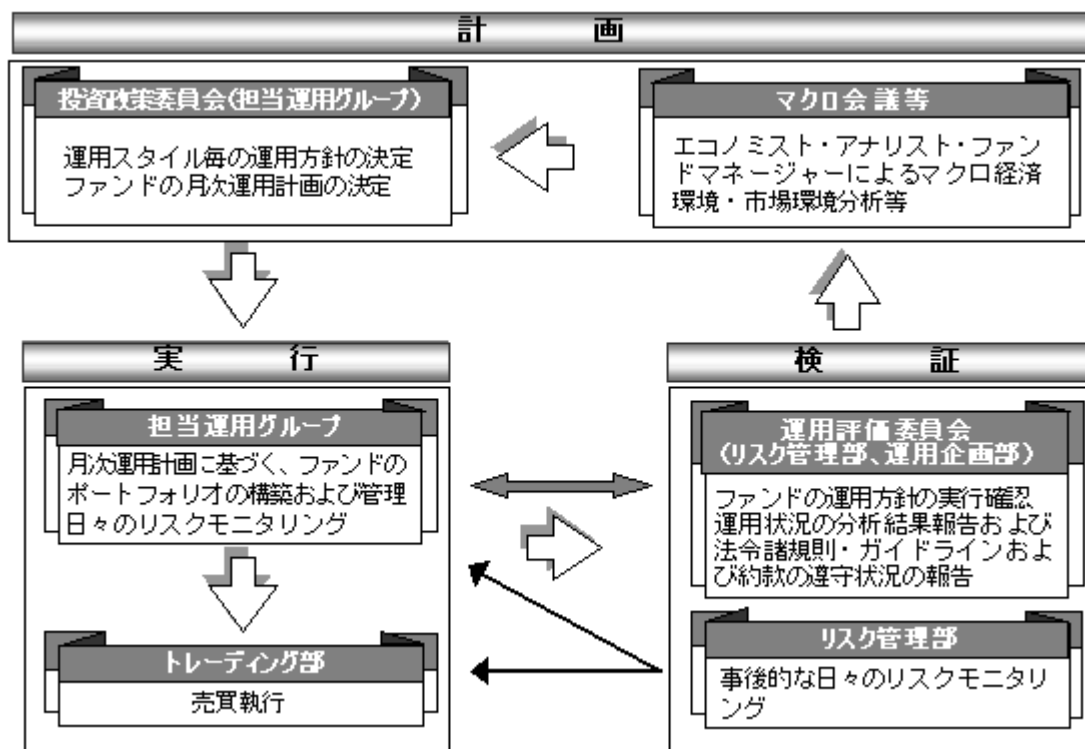 計画
投資政策委員会(担当運用グループ)
運用スタイル毎の運用方針の決定
ファンドの月次運用計画の決定
マクロ会議等
エコノミスト・アナリスト・ファン
ドマネージャーによるマクロ経済
環境・市場環境分析等
実行
担当運用グループ
月次運用計画に基づく、ファンドの
ポートフォリオの構築および管理
日々のリスクモニタリング
トレーディング部
売買執行
検証
運用評価委員会
(リスク管理部、運用企画部)
ファンドの運用方針の実行確認、
運用状況の分析結果報告および
法令諸規則・ガイドラインおよ
び約款の遵守状況の報告
リスク管理部
事後的な日々のリスクモニタリ
ング